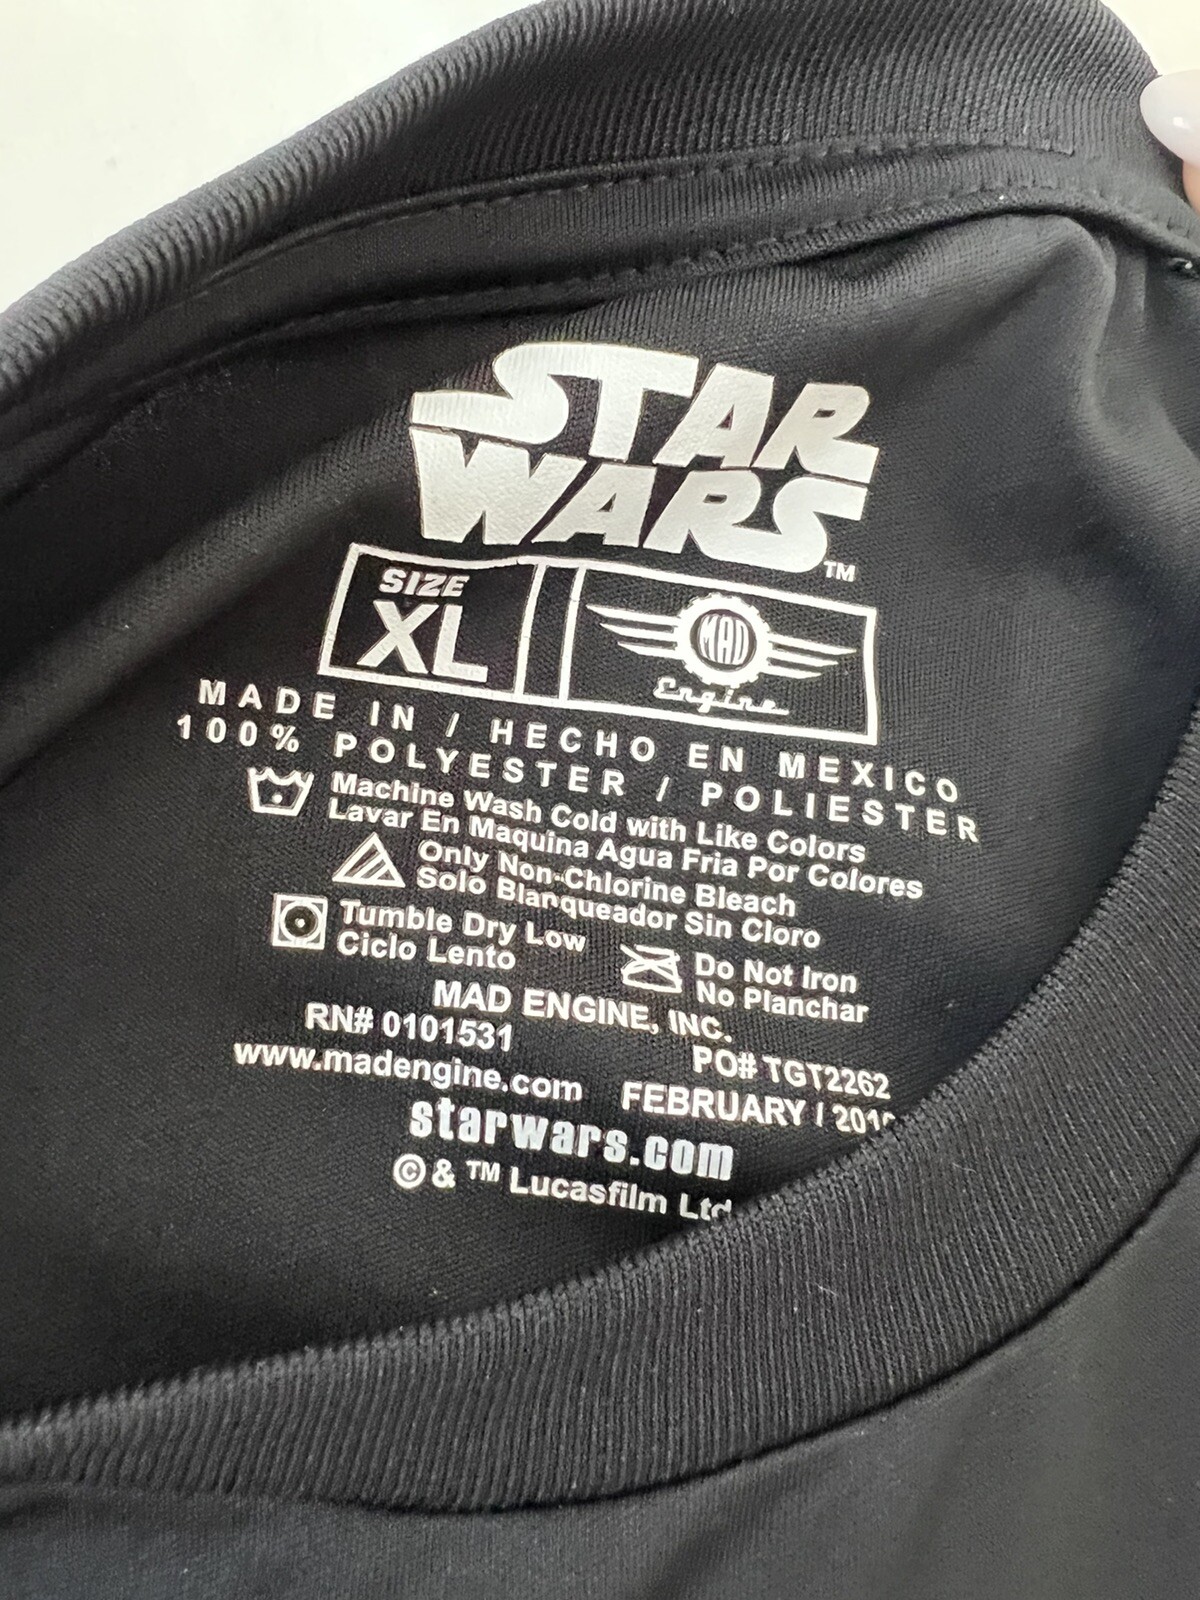 STAR
WARS
TM
SIZE
XL
MAD
Engine
MADE IN / HECHO EN MEXICO
100% POLYESTER / POLIESTER
Machine Wash Cold with Like Colors
Lavar En Maquina Agua Fria Por Colores
Only Non-Chlorine Bleach
Solo Blanqueador Sin Cloro
Tumble Dry Low
Ciclo Lento
Do Not Iron
No Planchar
MAD ENGINE, INC.
RN# 0101531
PO# TGT2262
www.madengine.com
FEBRUARY /
starwars.com
© & ™ Lucasfilm Ltd